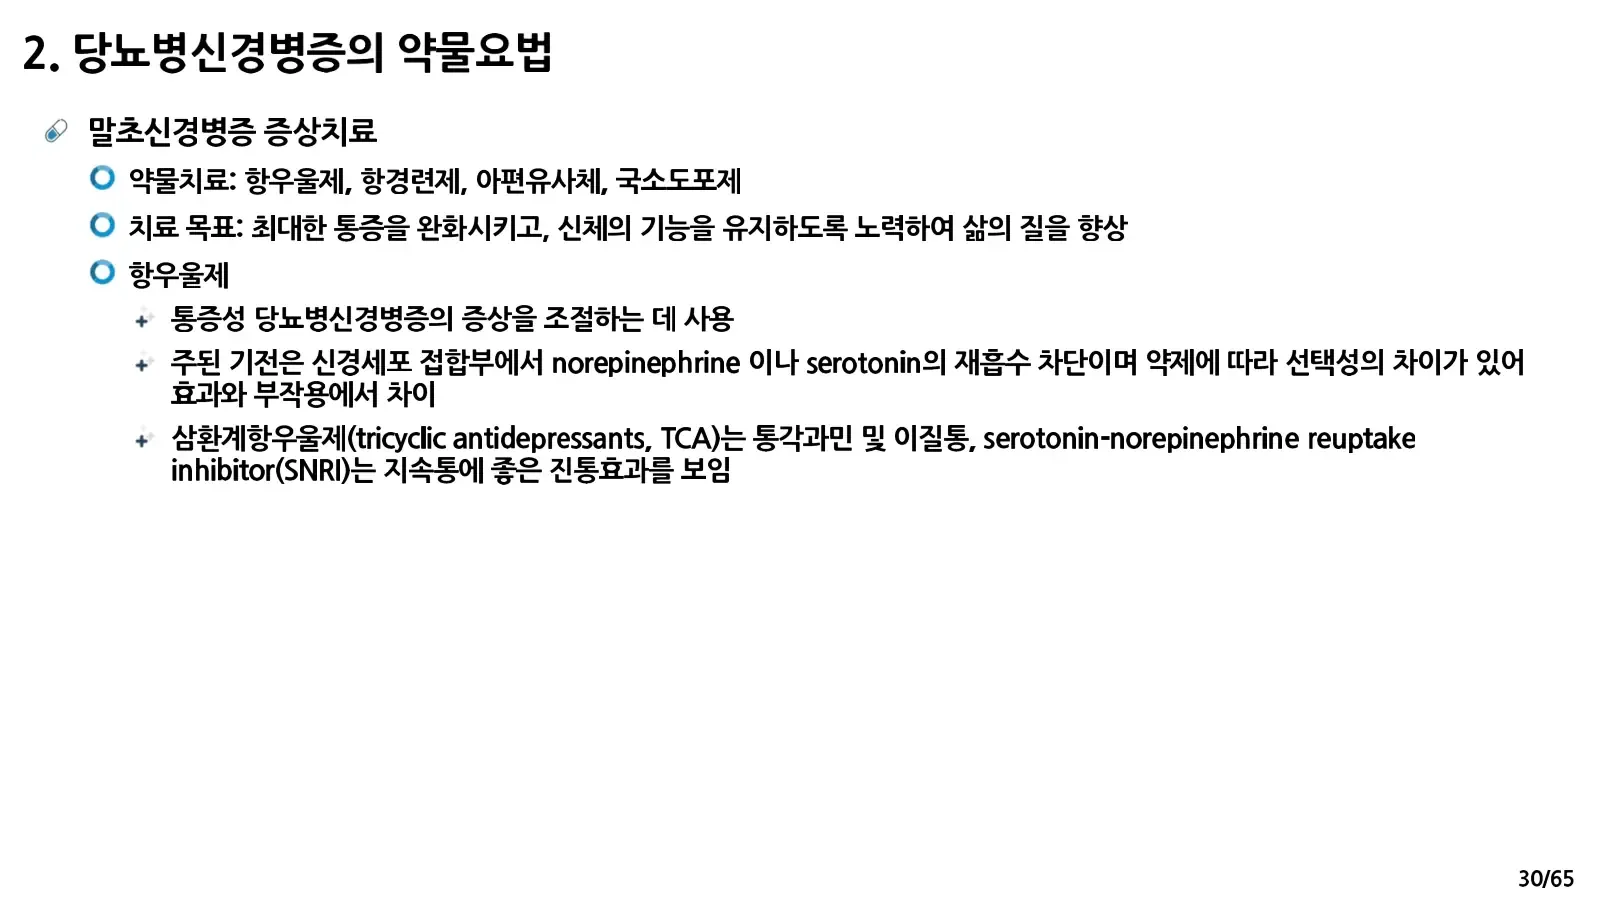 2. 당뇨병신경병증의 약물요법
말초신경병증 증상치료
약물치료: 항우울제, 항경련제, 아편유사체, 국소도포제
치료 목표: 최대한 통증을 완화시키고, 신체의 기능을 유지하도록 노력하여 삶의 질을 향상
항우울제
통증성 당뇨병신경병증의 증상을 조절하는 데 사용
주된 기전은 신경세포 접합부에서 norepinephrine 이나 serotonin의 재흡수 차단이며 약제에 따라 선택성의 차이가 있어
효과와 부작용에서 차이
삼환계항우울제(tricyclic antidepressants, TCA)는 통각과민 및 이질통, serotonin-norepinephrine reuptake
inhibitor(SNRI)는 지속통에 좋은 진통효과를 보임
30/65